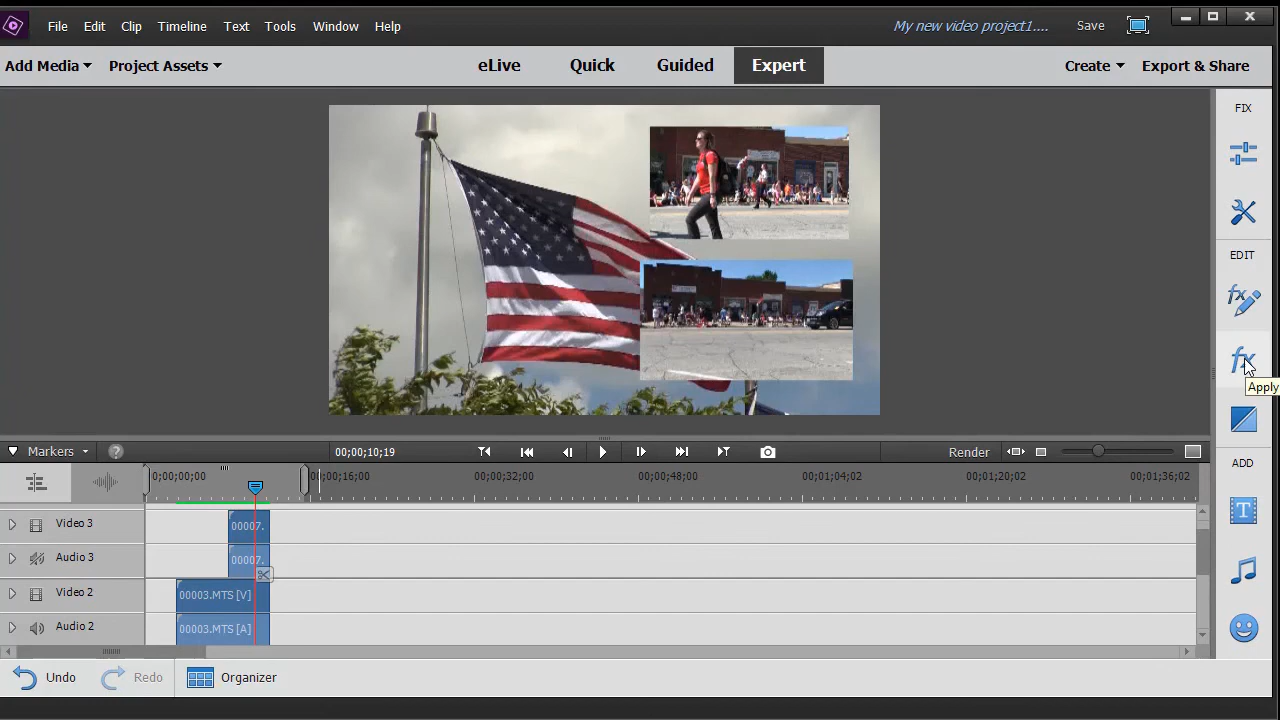 File Edit Clip Timeline Text Tools Window Help My new video project1.... Save
Add Media Project Assets eLive Quick Guided Expert Create Export & Share
FIX
EDIT
Apply
Markers 00;00;10;19 Render
ADD
0;00;00;00 00;00;16;00 00;00;32;00 00;00;48;00 00;01;04;02 00;01;20;02 00;01;36;02
Video 3 00007.
Audio 3 00007.
Video 2 00003.MTS [V]
Audio 2 00003.MTS [A]
Undo Redo Organizer